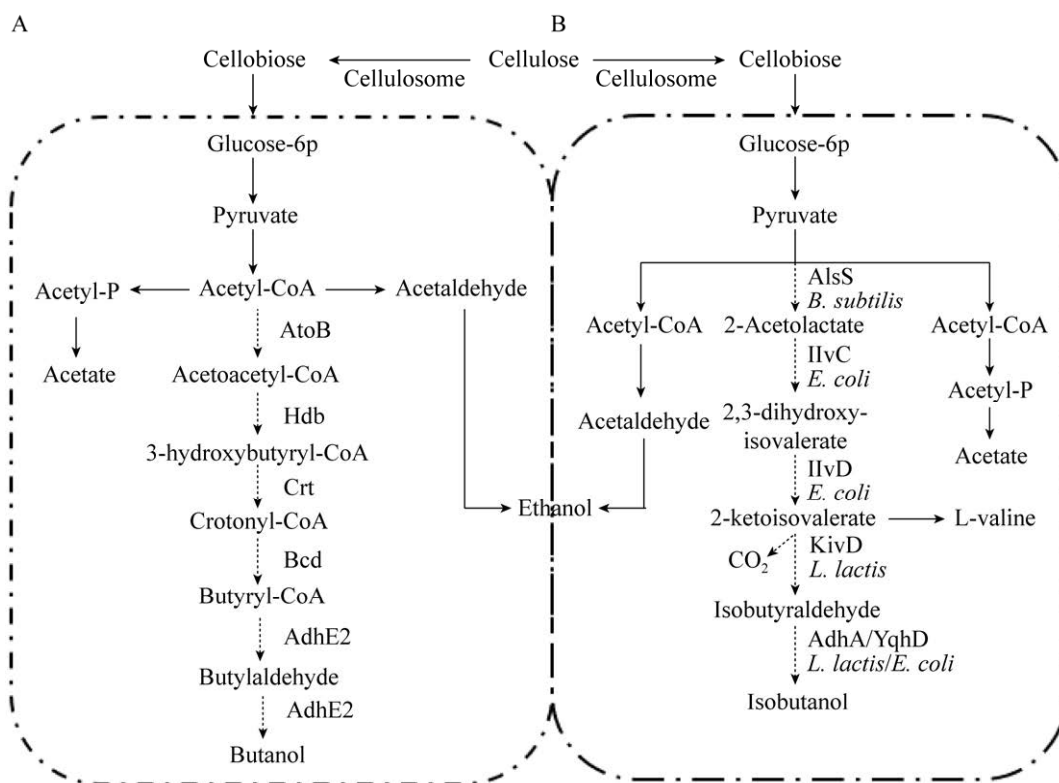 A
B
Cellobiose
Cellulose
Cellobiose
Cellulosome
Cellulosome
Glucose-6p
Pyruvate
Acetyl-P
Acetyl-CoA
Acetaldehyde
AtoB
Acetate
Acetoacetyl-CoA
Hdb
3-hydroxybutyryl-CoA
Crt
Crotonyl-CoA
Bcd
Butyryl-CoA
AdhE2
Butylaldehyde
AdhE2
Butanol
Ethanol
Glucose-6p
Pyruvate
AlsS
B. subtilis
Acetyl-CoA
2-Acetolactate
Acetyl-CoA
IIvC
E. coli
Acetyl-P
Acetaldehyde
2,3-dihydroxy-
isovalerate
Acetate
IIvD
E. coli
2-ketoisovalerate
L-valine
CO2
KivD
L. lactis
Isobutyraldehyde
AdhA/YqhD
L. lactis/E. coli
Isobutanol